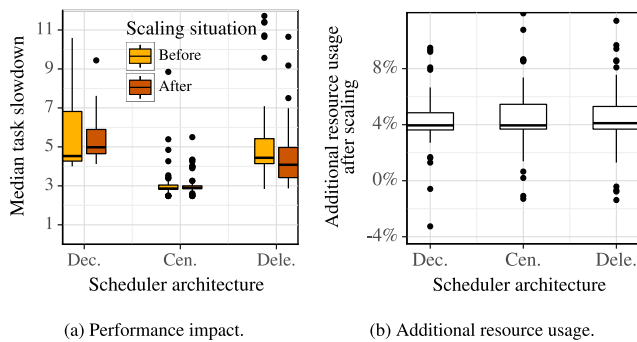 Median task slowdown
11
9
7
5
3
1
Scaling situation
Before
After
Dec.
Cen.
Dele.
Scheduler architecture
(a) Performance impact.
Additional resource usage
after scaling
8%
4%
0%
-4%
Dec.
Cen.
Dele.
Scheduler architecture
(b) Additional resource usage.